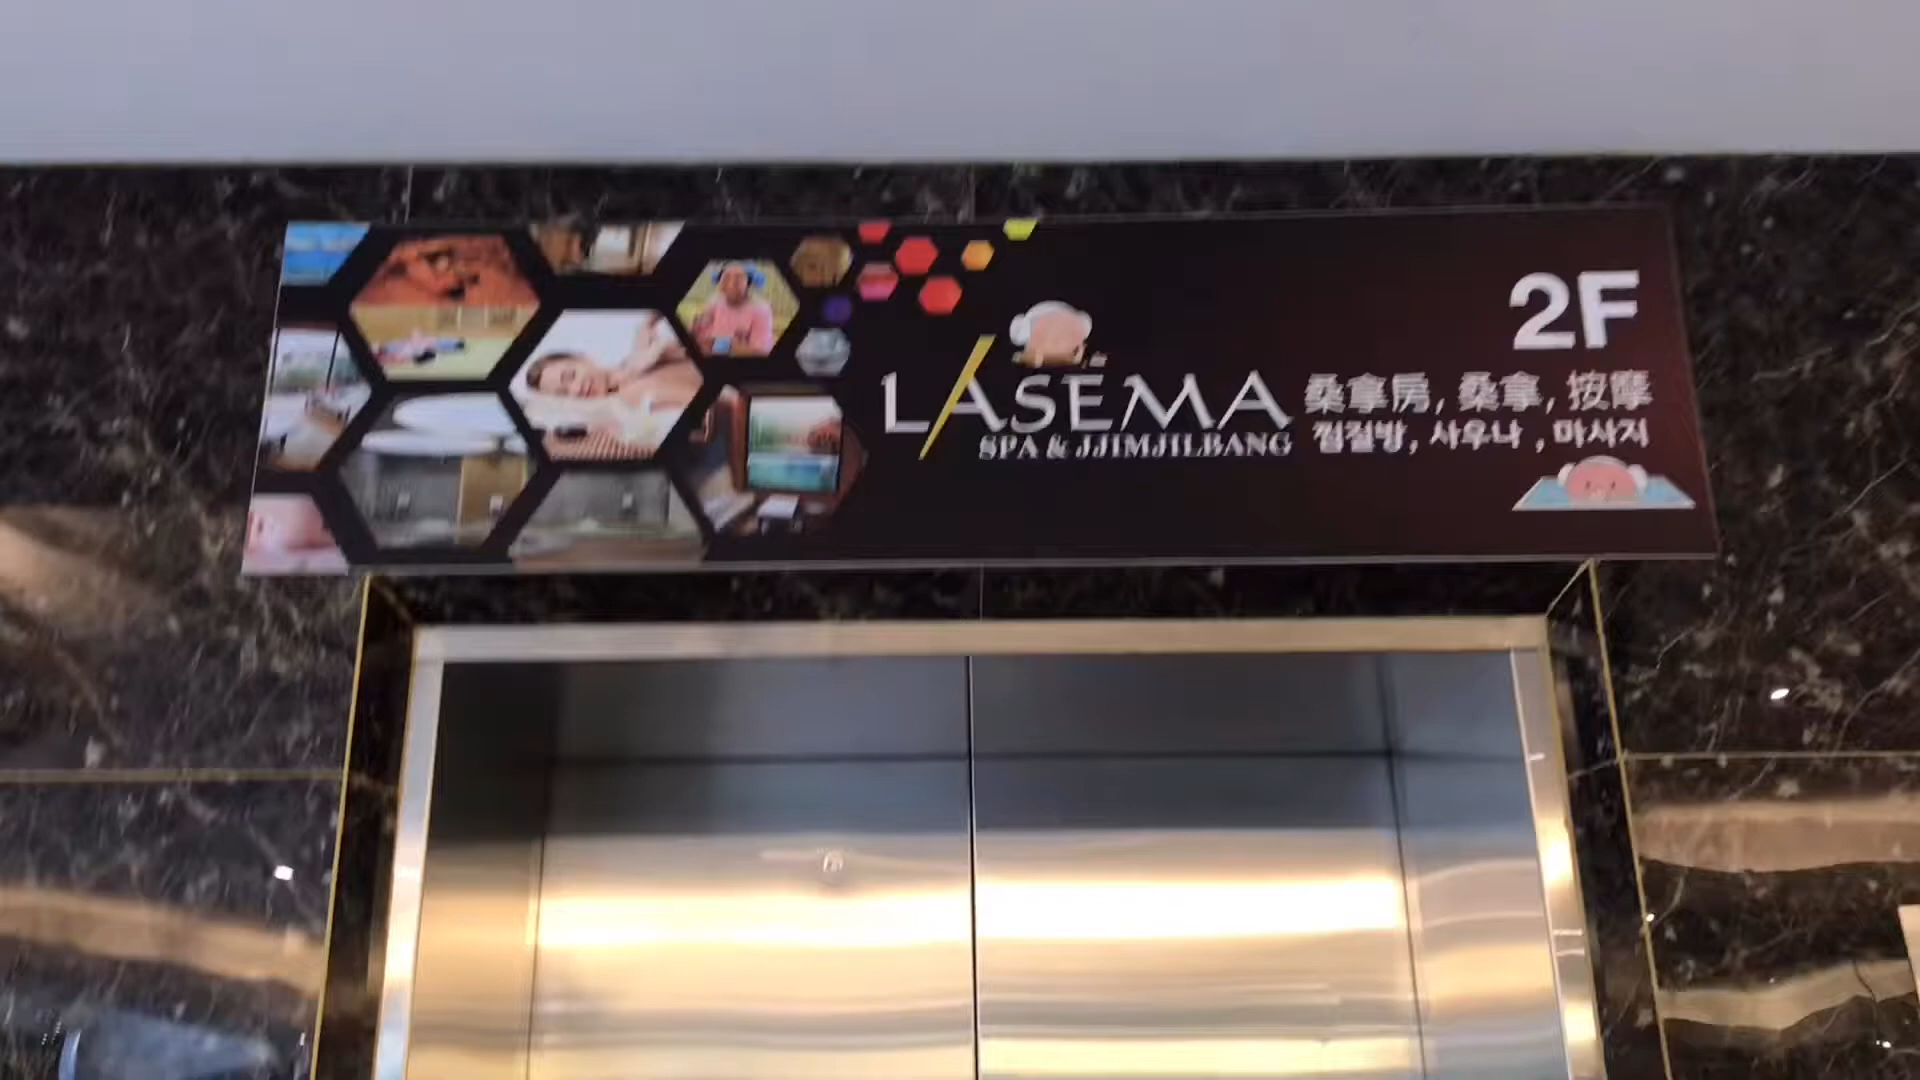 2F
LASEMA
SPA & JJIMJILBANG
桑拿房, 桑拿, 按摩
찜질방, 사우나, 마사지